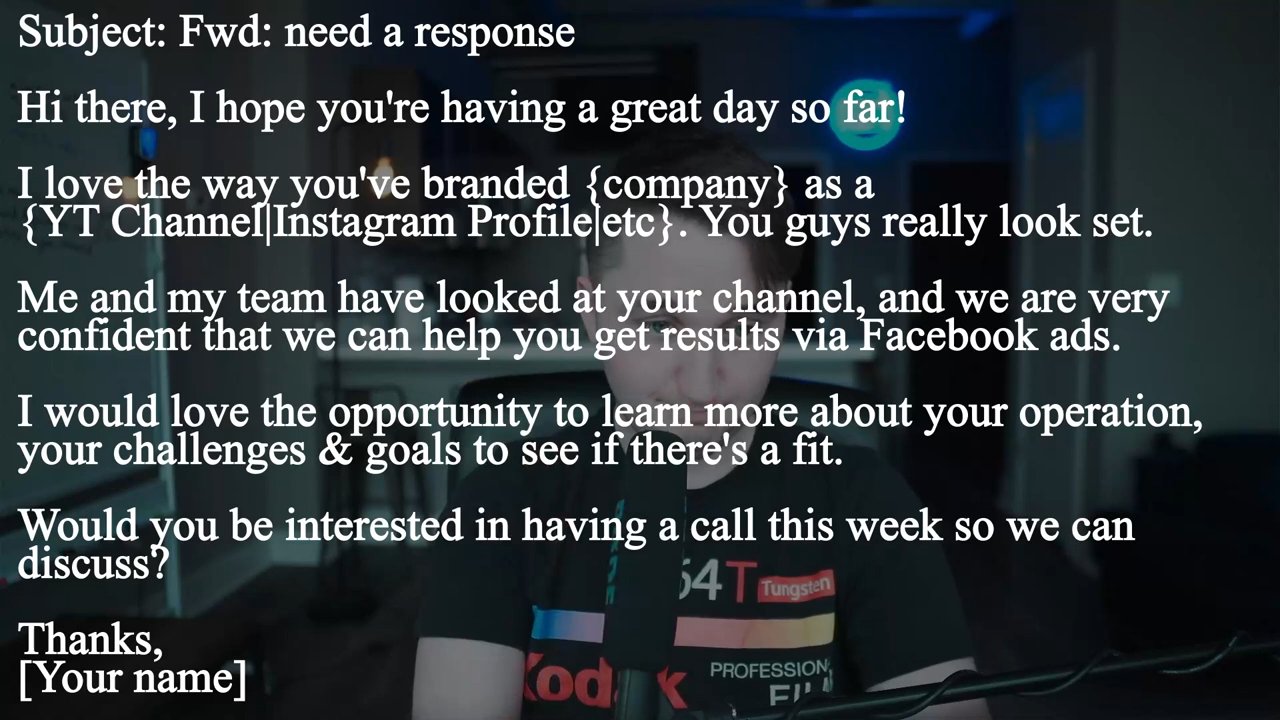 Subject: Fwd: need a response
Hi there, I hope you're having a great day so far!
I love the way you've branded {company} as a
{YT Channel|Instagram Profile|etc}. You guys really look set.
Me and my team have looked at your channel, and we are very
confident that we can help you get results via Facebook ads.
I would love the opportunity to learn more about your operation,
your challenges & goals to see if there's a fit.
Would you be interested in having a call this week so we can
discuss?
Thanks,
[Your name]
64T Tungsten
Kodak
PROFESSION